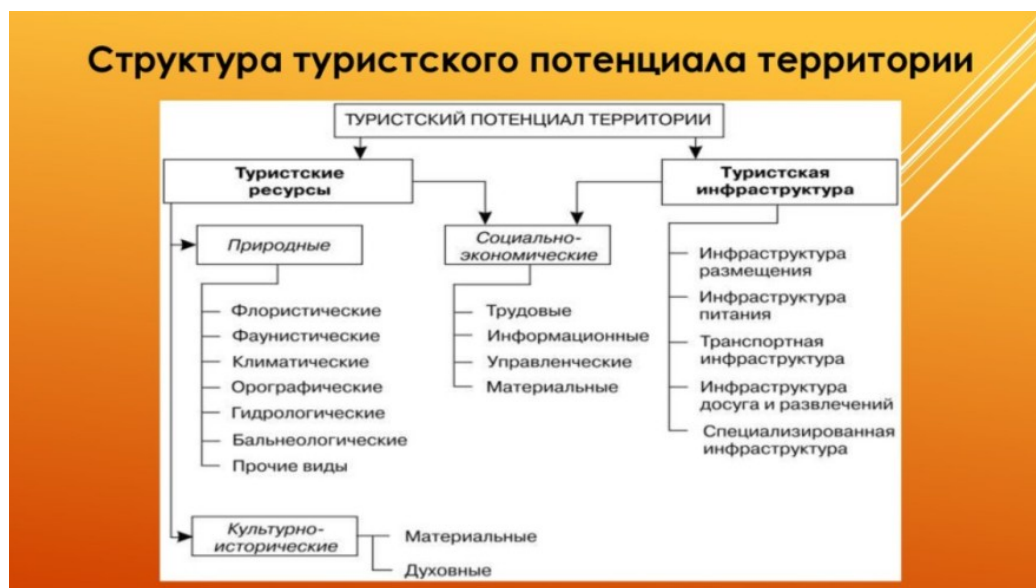 Структура туристского потенциала территории
ТУРИСТСКИЙ ПОТЕНЦИАЛ ТЕРРИТОРИИ
Туристские
ресурсы
Туристская
инфраструктура
Природные
Флористические
Фаунистические
Климатические
Орографические
Гидрологические
Бальнеологические
Прочие виды
Социально-
экономические
Трудовые
Информационные
Управленческие
Материальные
Инфраструктура
размещения
Инфраструктура
питания
Транспортная
инфраструктура
Инфраструктура
досуга и развлечений
Специализированная
инфраструктура
Культурно-
исторические
Материальные
Духовные